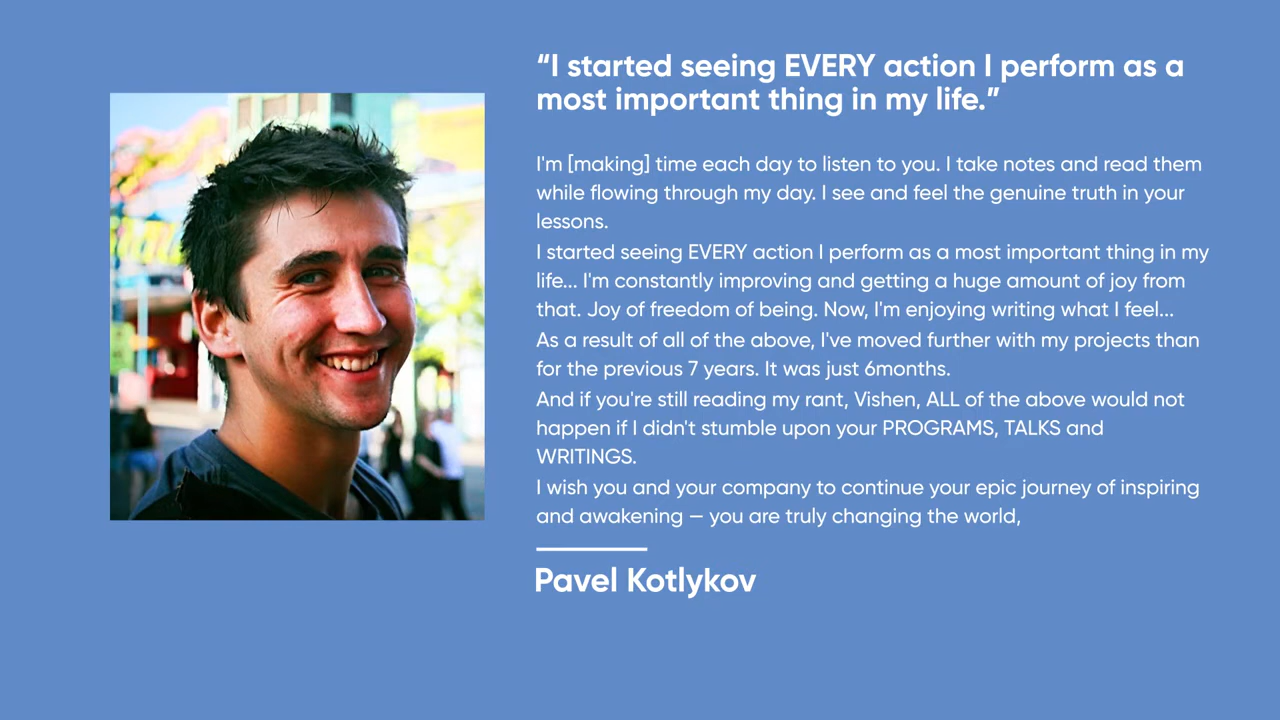 “I started seeing EVERY action I perform as a
most important thing in my life.”
I'm [making] time each day to listen to you. I take notes and read them
while flowing through my day. I see and feel the genuine truth in your
lessons.
I started seeing EVERY action I perform as a most important thing in my
life... I'm constantly improving and getting a huge amount of joy from
that. Joy of freedom of being. Now, I'm enjoying writing what I feel...
As a result of all of the above, I've moved further with my projects than
for the previous 7 years. It was just 6months.
And if you're still reading my rant, Vishen, ALL of the above would not
happen if I didn't stumble upon your PROGRAMS, TALKS and
WRITINGS.
I wish you and your company to continue your epic journey of inspiring
and awakening — you are truly changing the world,
Pavel Kotlykov